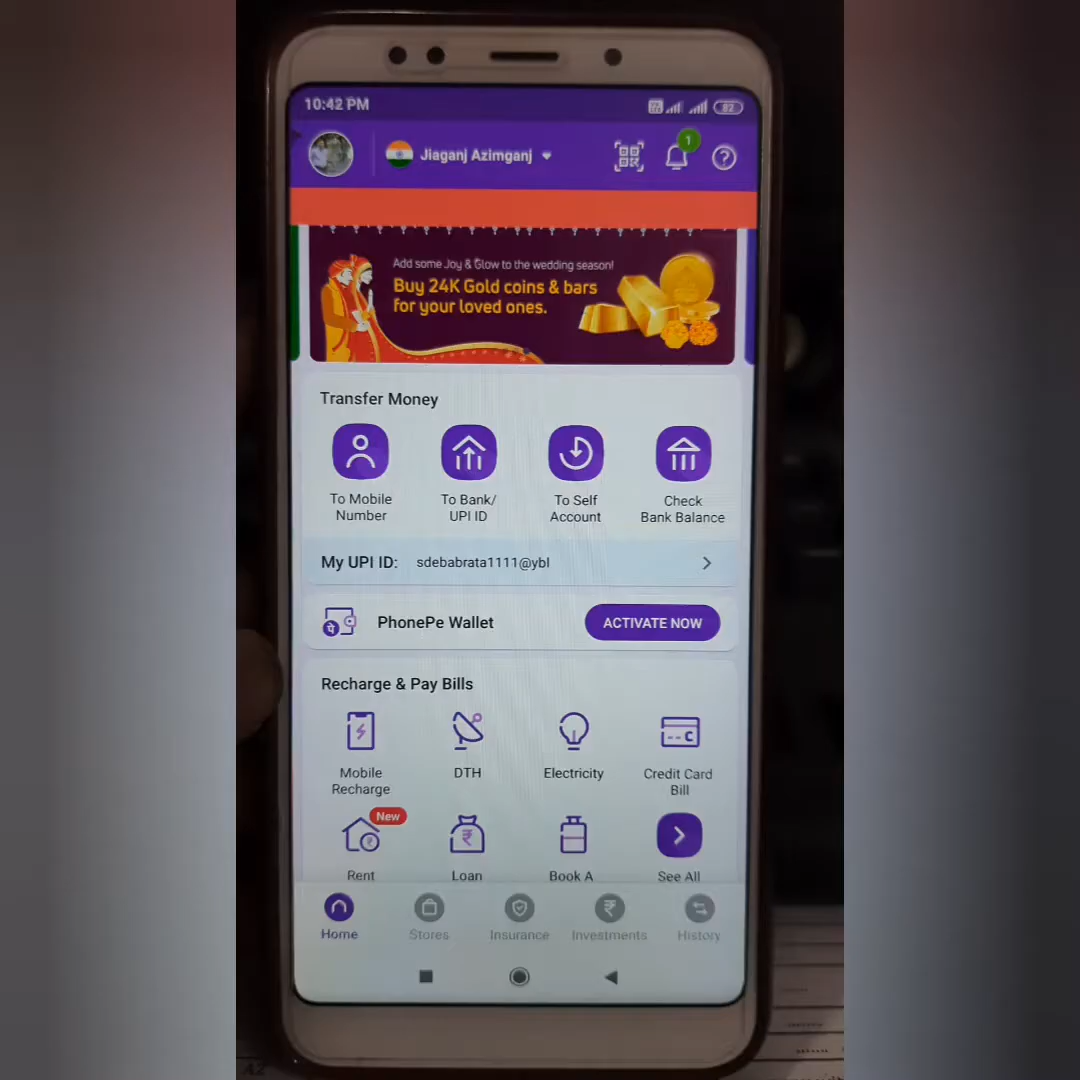 10:42 PM
82
Jiaganj Azimganj
1
Add some Joy & Glow to the wedding season!
Buy 24K Gold coins & bars
for your loved ones.
Transfer Money
To Mobile
Number
To Bank/
UPI ID
To Self
Account
Check
Bank Balance
My UPI ID: sdebabrata1111@ybl
पे
PhonePe Wallet
ACTIVATE NOW
Recharge & Pay Bills
Mobile
Recharge
DTH
Electricity
Credit Card
Bill
New
Rent
Loan
Book A
See All
Home
Stores
Insurance
Investments
History
A2